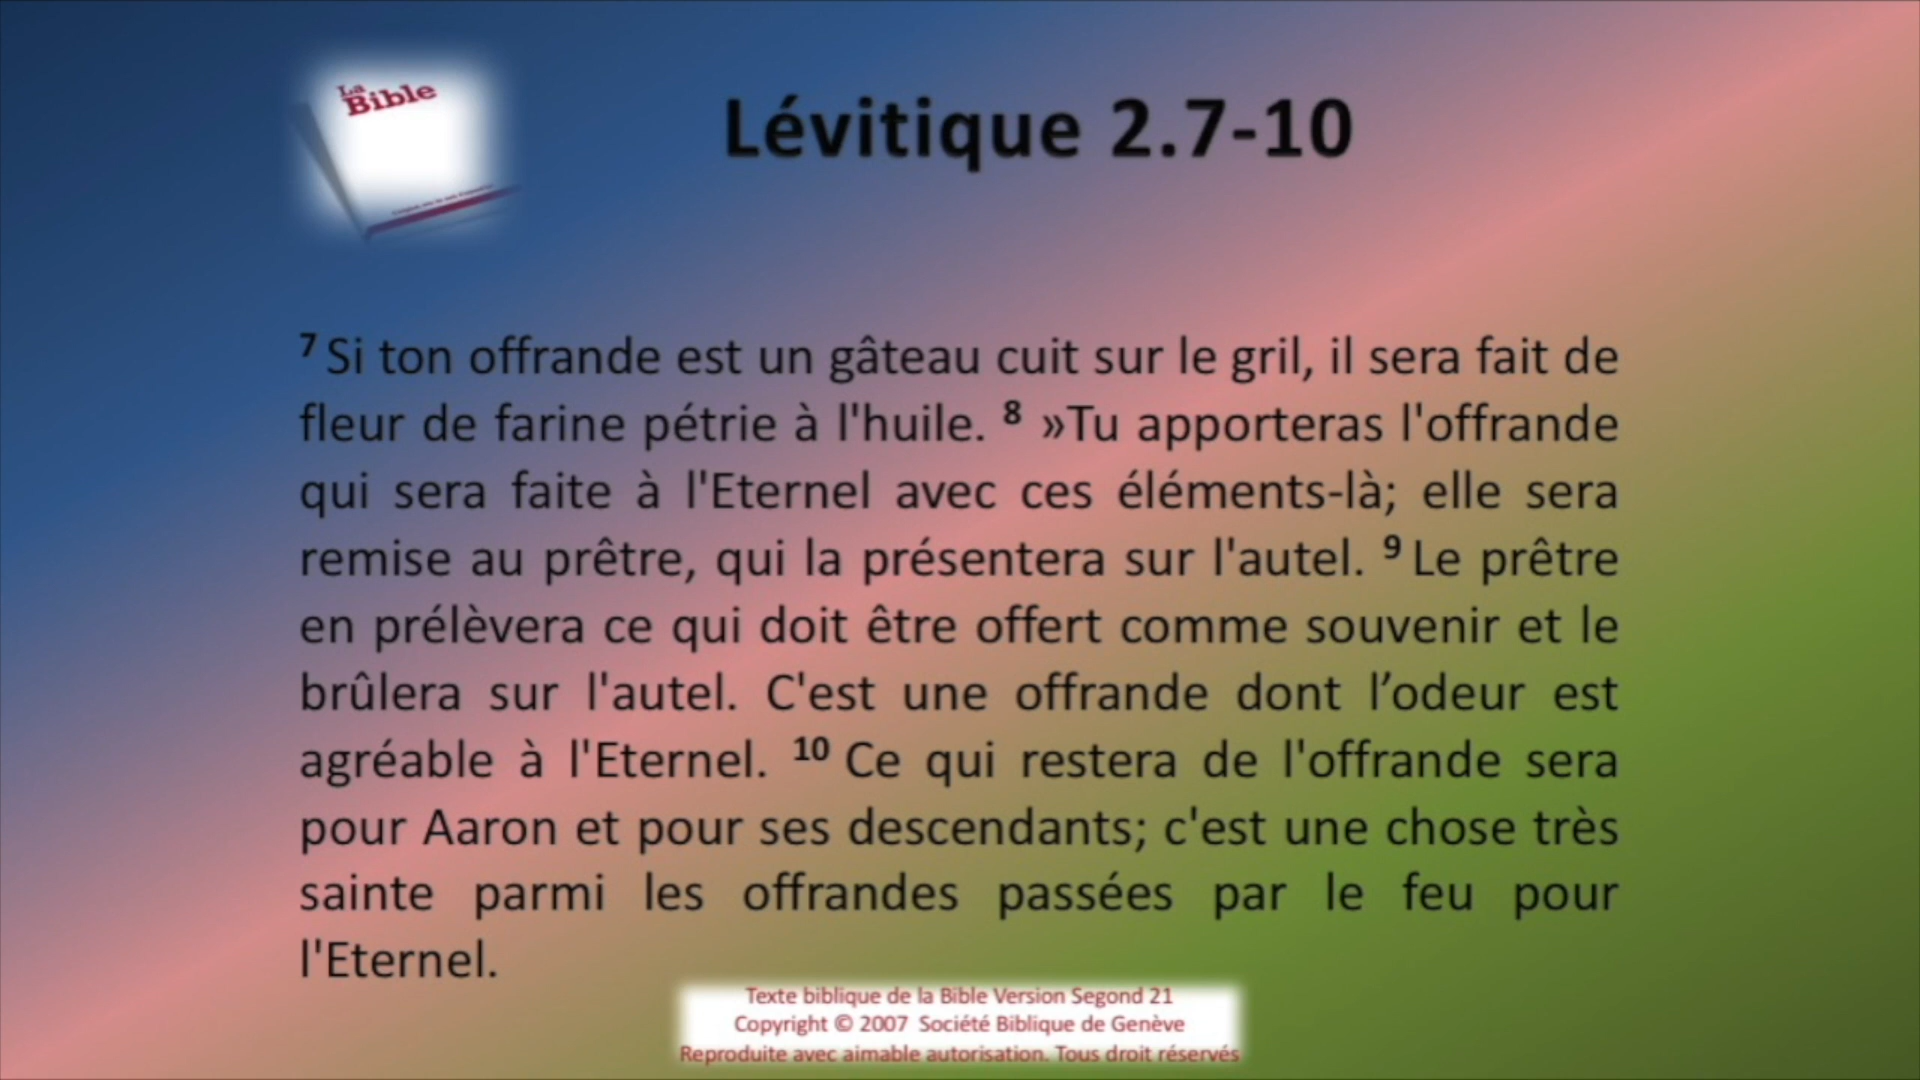 La
Bible
Lévitique 2.7-10
7 Si ton offrande est un gâteau cuit sur le gril, il sera fait de
fleur de farine pétrie à l'huile. 8 »Tu apporteras l'offrande
qui sera faite à l'Eternel avec ces éléments-là; elle sera
remise au prêtre, qui la présentera sur l'autel. 9 Le prêtre
en prélèvera ce qui doit être offert comme souvenir et le
brûlera sur l'autel. C'est une offrande dont l’odeur est
agréable à l'Eternel. 10 Ce qui restera de l'offrande sera
pour Aaron et pour ses descendants; c'est une chose très
sainte parmi les offrandes passées par le feu pour
l'Eternel.
Texte biblique de la Bible Version Segond 21
Copyright © 2007 Société Biblique de Genève
Reproduite avec aimable autorisation. Tous droit réservés